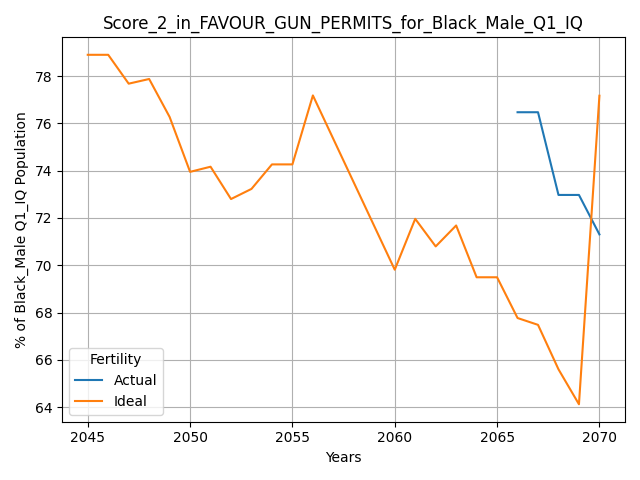 Score_2_in_FAVOUR_GUN_PERMITS_for_Black_Male_Q1_IQ
% of Black_Male Q1_IQ Population
78
76
74
72
70
68
66
64
Fertility
Actual
Ideal
2045 2050 2055 2060 2065 2070
Years